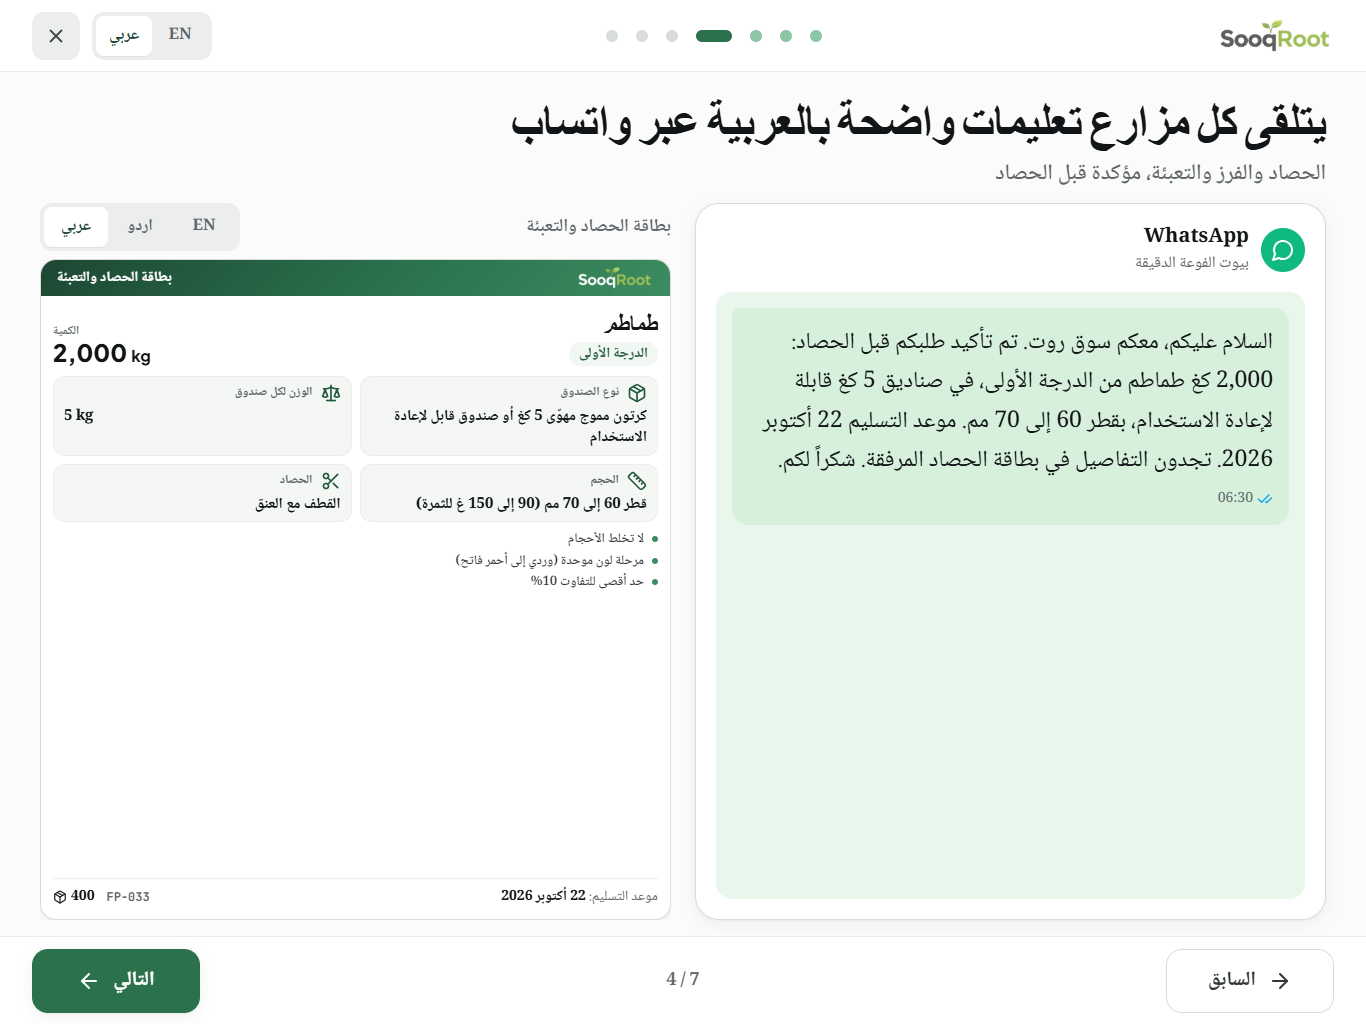 SooqRoot
EN
عربي
يتلقى كل مزارع تعليمات واضحة بالعربية عبر واتساب
الحصاد والفرز والتعبئة، مؤكدة قبل الحصاد
WhatsApp
بيوت الفوعة الدقيقة
السلام عليكم، معكم سوق روت. تم تأكيد طلبكم قبل الحصاد:
2,000 كغ طماطم من الدرجة الأولى، في صناديق 5 كغ قابلة
لإعادة الاستخدام، بقطر 60 إلى 70 مم. موعد التسليم 22 أكتوبر
2026. تجدون التفاصيل في بطاقة الحصاد المرفقة. شكراً لكم.
06:30
بطاقة الحصاد والتعبئة
EN
اردو
عربي
SooqRoot
بطاقة الحصاد والتعبئة
طماطم
الدرجة الأولى
الكمية
2,000 kg
نوع الصندوق
كرتون مموج مهوّى 5 كغ أو صندوق قابل لإعادة
الاستخدام
الوزن لكل صندوق
5 kg
الحجم
قطر 60 إلى 70 مم (90 إلى 150 غ للثمرة)
الحصاد
القطف مع العنق
لا تخلط الأحجام
مرحلة لون موحدة (وردي إلى أحمر فاتح)
حد أقصى للتفاوت 10%
موعد التسليم: 22 أكتوبر 2026
FP-033
400
السابق
4 / 7
التالي